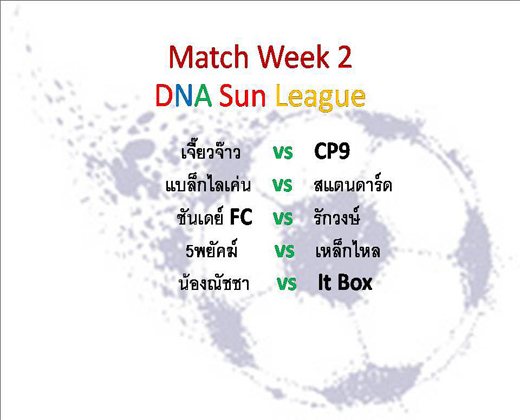 Match Week 2
DNA Sun League
เจี๊ยวจ๊าว vs CP9
แบล็กไลเค่น vs สแตนดาร์ด
ซันเดย์ FC vs รักวงษ์
5พยัคฆ์ vs เหล็กไหล
น้องณัชชา vs It Box